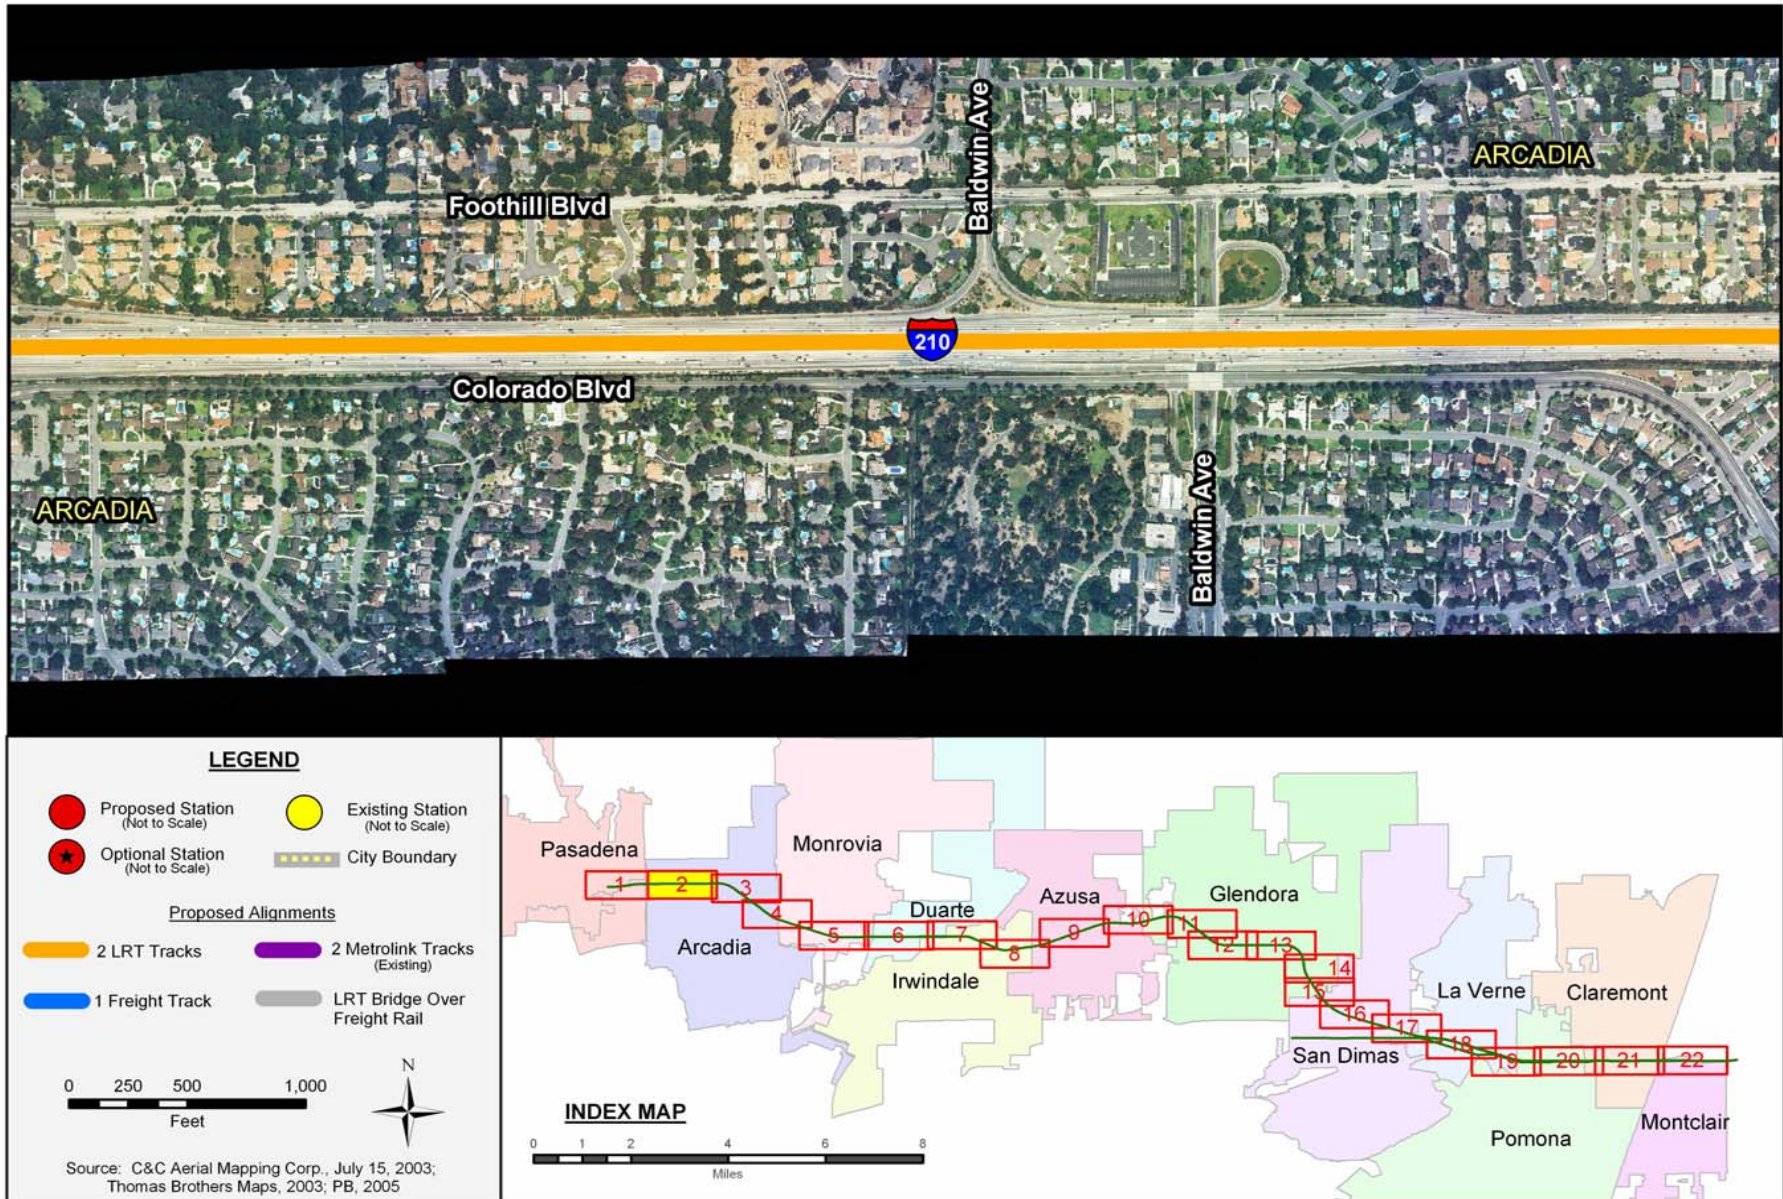 Baldwin Ave
ARCADIA
Foothill Blvd
210
Colorado Blvd
ARCADIA
Baldwin Ave
LEGEND
Proposed Station
(Not to Scale)
Existing Station
(Not to Scale)
Optional Station
(Not to Scale)
City Boundary
Proposed Alignments
2 LRT Tracks
2 Metrolink Tracks
(Existing)
1 Freight Track
LRT Bridge Over
Freight Rail
N
0 250 500 1,000
Feet
Source: C&C Aerial Mapping Corp., July 15, 2003;
Thomas Brothers Maps, 2003; PB, 2005
Pasadena
Monrovia
1
2
3
4
5
6
7
8
9
10
11
12
13
14
15
16
17
18
19
20
21
22
Arcadia
Duarte
Irwindale
Azusa
Glendora
San Dimas
La Verne
Claremont
Pomona
Montclair
INDEX MAP
0 1 2 4 6 8
Miles